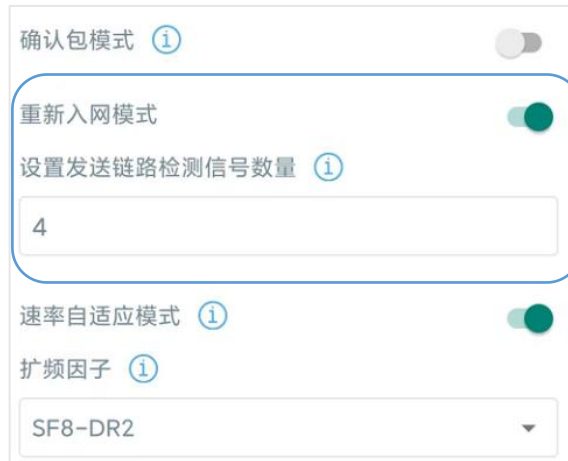 确认包模式 i
重新入网模式
设置发送链路检测信号数量 i
4
速率自适应模式 i
扩频因子 i
SF8-DR2